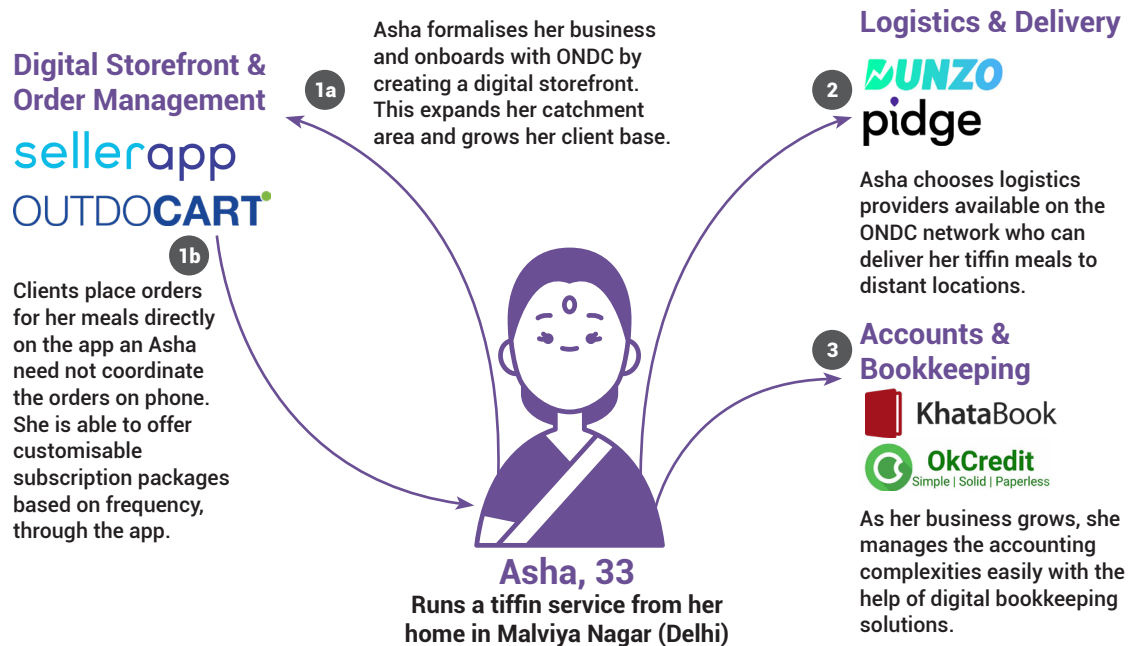 Digital Storefront &
Order Management
sellerapp
OUTDOCART
1a
Asha formalises her business
and onboards with ONDC by
creating a digital storefront.
This expands her catchment
area and grows her client base.
1b
Clients place orders
for her meals directly
on the app an Asha
need not coordinate
the orders on phone.
She is able to offer
customisable
subscription packages
based on frequency,
through the app.
Logistics & Delivery
2
DUNZO
pidge
Asha chooses logistics
providers available on the
ONDC network who can
deliver her tiffin meals to
distant locations.
3
Accounts &
Bookkeeping
KhataBook
OkCredit
Simple | Solid | Paperless
As her business grows, she
manages the accounting
complexities easily with the
help of digital bookkeeping
solutions.
Asha, 33
Runs a tiffin service from her
home in Malviya Nagar (Delhi)